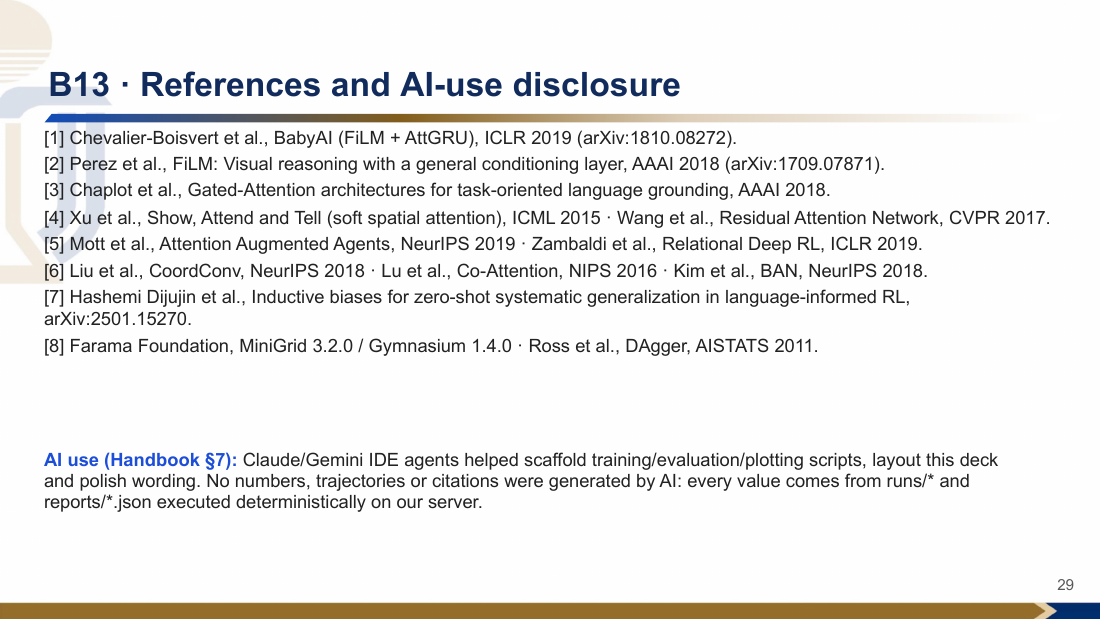 B13 · References and AI-use disclosure
[1] Chevalier-Boisvert et al., BabyAI (FiLM + AttGRU), ICLR 2019 (arXiv:1810.08272).
[2] Perez et al., FiLM: Visual reasoning with a general conditioning layer, AAAI 2018 (arXiv:1709.07871).
[3] Chaplot et al., Gated-Attention architectures for task-oriented language grounding, AAAI 2018.
[4] Xu et al., Show, Attend and Tell (soft spatial attention), ICML 2015 · Wang et al., Residual Attention Network, CVPR 2017.
[5] Mott et al., Attention Augmented Agents, NeurIPS 2019 · Zambaldi et al., Relational Deep RL, ICLR 2019.
[6] Liu et al., CoordConv, NeurIPS 2018 · Lu et al., Co-Attention, NIPS 2016 · Kim et al., BAN, NeurIPS 2018.
[7] Hashemi Dijujin et al., Inductive biases for zero-shot systematic generalization in language-informed RL,
arXiv:2501.15270.
[8] Farama Foundation, MiniGrid 3.2.0 / Gymnasium 1.4.0 · Ross et al., DAgger, AISTATS 2011.
AI use (Handbook §7): Claude/Gemini IDE agents helped scaffold training/evaluation/plotting scripts, layout this deck
and polish wording. No numbers, trajectories or citations were generated by AI: every value comes from runs/* and
reports/*.json executed deterministically on our server.
29